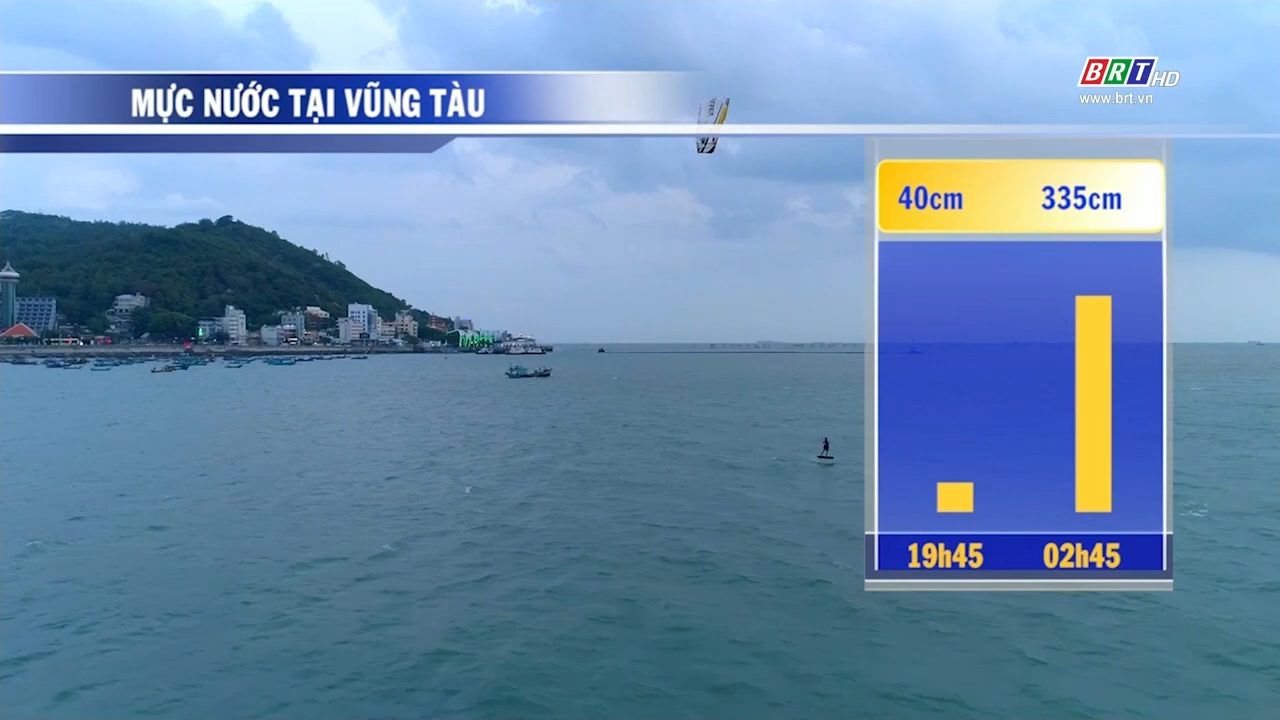 MỰC NƯỚC TẠI VŨNG TÀU
BRT HD
www.brt.vn
40cm 335cm
19h45 02h45